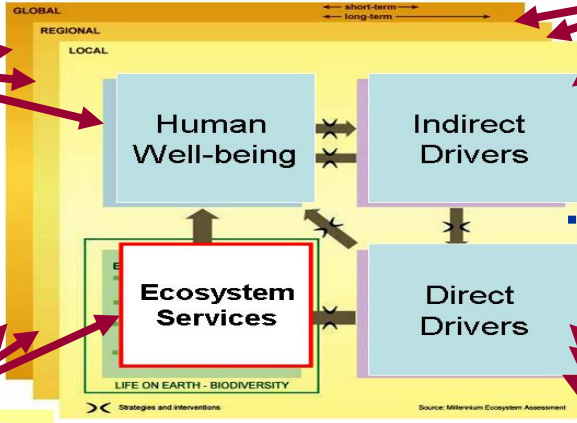 GLOBAL
short-term
long-term
REGIONAL
LOCAL
Human
Well-being
Indirect
Drivers
E
Ecosystem
Services
Direct
Drivers
LIFE ON EARTH - BIODIVERSITY
Strategies and interventions
Source: Millennium Ecosystem Assessment